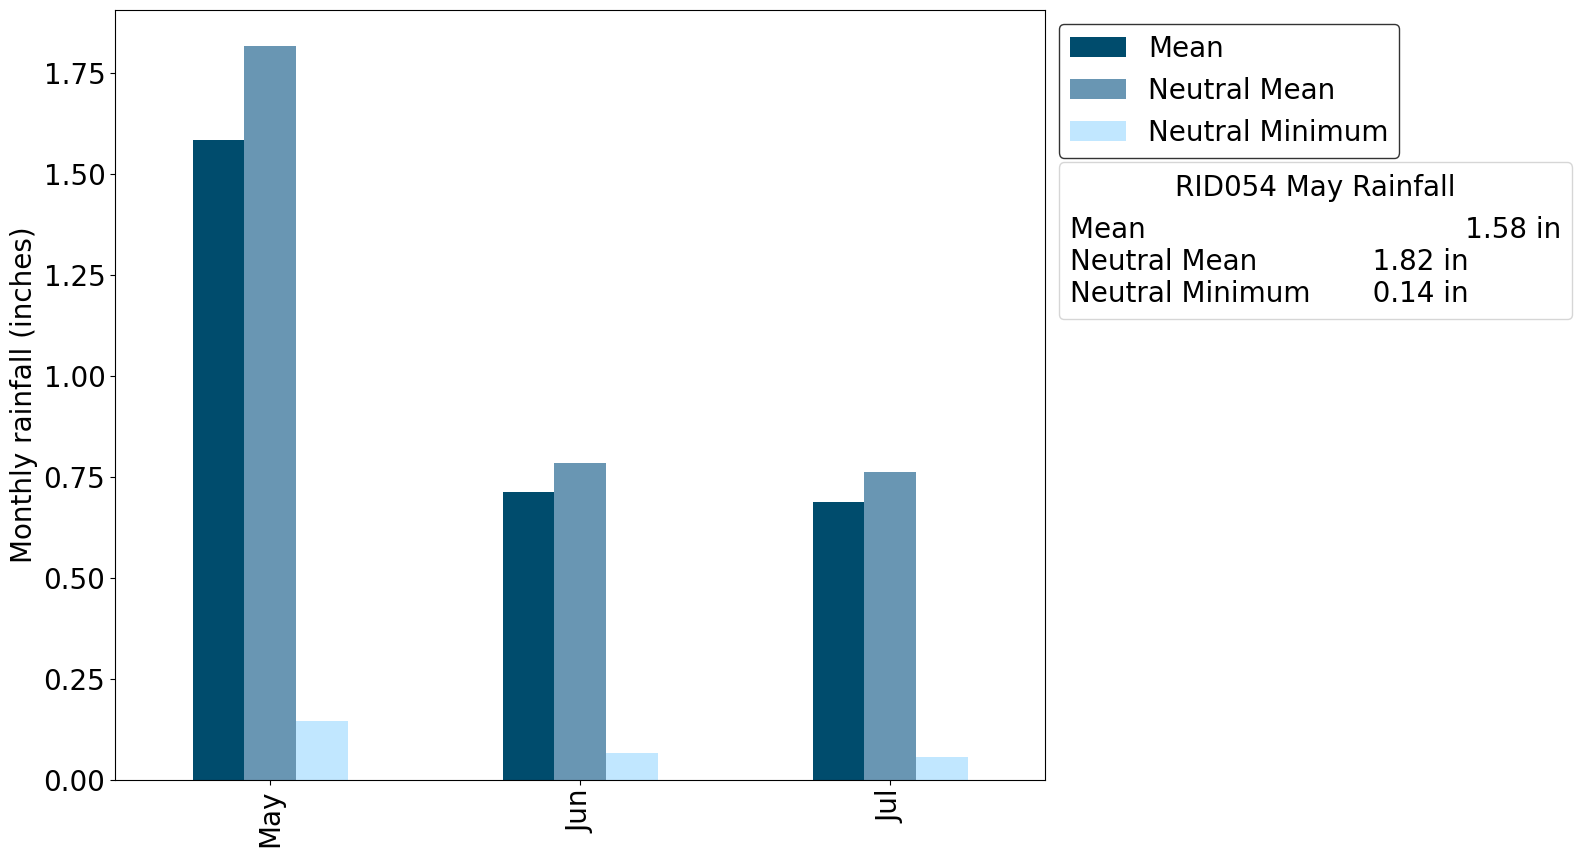 Monthly rainfall (inches)
1.75
1.50
1.25
1.00
0.75
0.50
0.25
0.00
May
Jun
Jul
Mean
Neutral Mean
Neutral Minimum
RID054 May Rainfall
Mean 1.58 in
Neutral Mean 1.82 in
Neutral Minimum 0.14 in